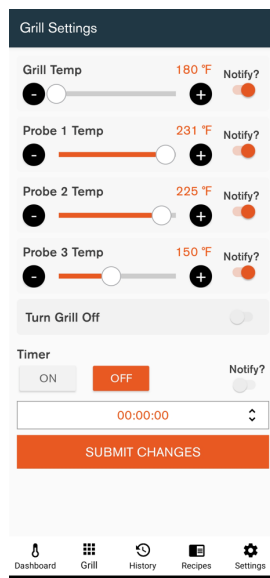 Grill Settings
Grill Temp 180 °F Notify?
- +
Probe 1 Temp 231 °F Notify?
- +
Probe 2 Temp 225 °F Notify?
- +
Probe 3 Temp 150 °F Notify?
- +
Turn Grill Off
Timer
ON OFF Notify?
00:00:00
SUBMIT CHANGES
Dashboard Grill History Recipes Settings